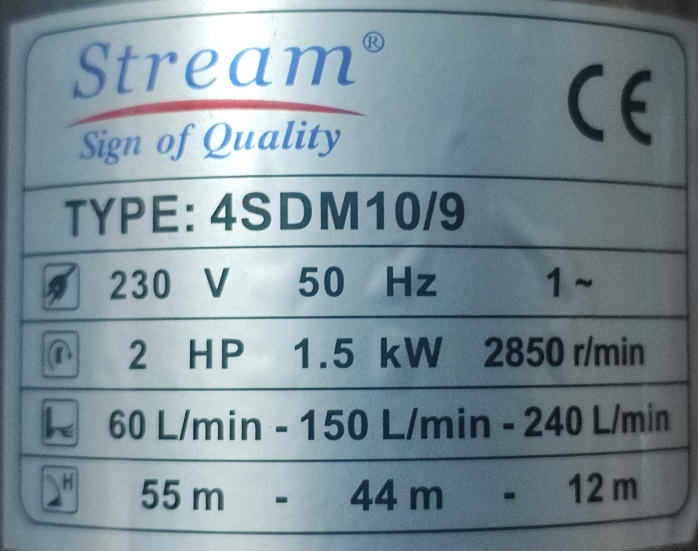 Stream®
Sign of Quality
CE
TYPE: 4SDM10/9
230 V 50 Hz 1~
2 HP 1.5 kW 2850 r/min
60 L/min - 150 L/min - 240 L/min
H 55 m - 44 m - 12 m